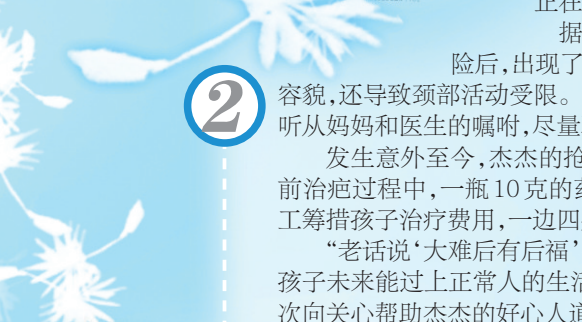 正在
据
险后,出现了
2
容貌,还导致颈部活动受限。
听从妈妈和医生的嘱咐,尽量
发生意外至今,杰杰的抢
前治疤过程中,一瓶10克的药
工筹措孩子治疗费用,一边四
“老话说‘大难后有后福’
孩子未来能过上正常人的生活
次向关心帮助杰杰的好心人道